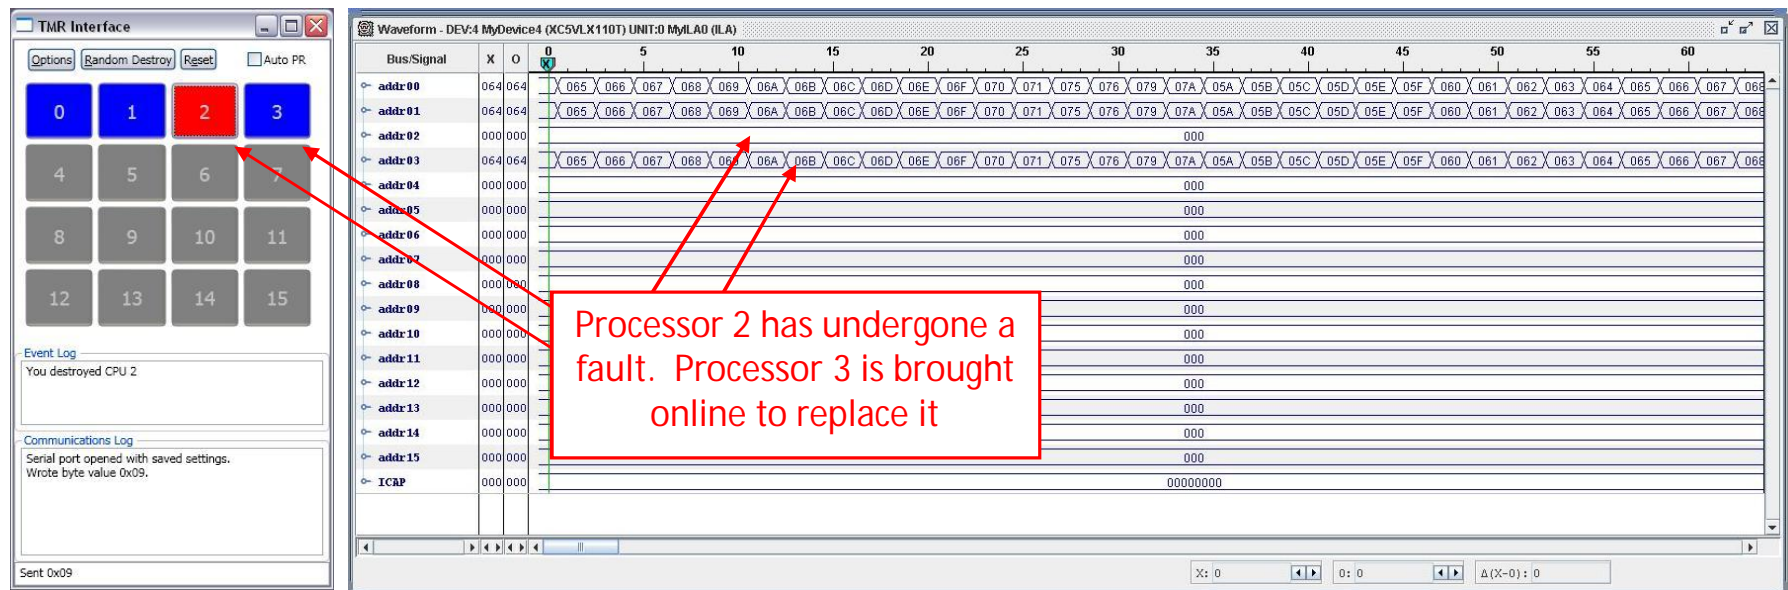 TMR Interface
Options Random Destroy Reset Auto PR
0 1 2 3
4 5 6 7
8 9 10 11
12 13 14 15
Event Log
You destroyed CPU 2
Communications Log
Serial port opened with saved settings.
Wrote byte value 0x09.
Sent 0x09
Waveform - DEV:4 MyDevice4 (XC5VLX110T) UNIT:0 MyILA0 (ILA)
Bus/Signal X O 0 5 10 15 20 25 30 35 40 45 50 55 60
X
addr00 064 064 065 066 067 068 069 06A 06B 06C 06D 06E 06F 070 071 075 076 079 07A 05A 05B 05C 05D 05E 05F 060 061 062 063 064 065 066 067 068
addr01 064 064 065 066 067 068 069 06A 06B 06C 06D 06E 06F 070 071 075 076 079 07A 05A 05B 05C 05D 05E 05F 060 061 062 063 064 065 066 067 068
addr02 000 000 000
addr03 064 064 065 066 067 068 069 06A 06B 06C 06D 06E 06F 070 071 075 076 079 07A 05A 05B 05C 05D 05E 05F 060 061 062 063 064 065 066 067 068
addr04 000 000 000
addr05 000 000 000
addr06 000 000 000
addr07 000 000 000
addr08 000 000 000
addr09 000 000 000
addr10 000 000 000
addr11 000 000 000
addr12 000 000 000
addr13 000 000 000
addr14 000 000 000
addr15 000 000 000
ICAP 000 000 00000000
Processor 2 has undergone a
fault. Processor 3 is brought
online to replace it
X: 0 O: 0 Δ(X-O): 0